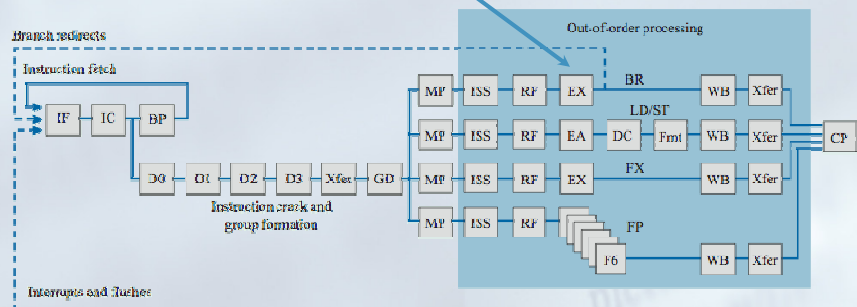 Out-of-order processing
Branch redirects
Instruction fetch
IF IC BP
MP ISS RF EX BR WB Xfer
LD/ST
MP ISS RF EA DC Fmt WB Xfer CP
D0 D1 D2 D3 Xfer GD MP ISS RF EX FX WB Xfer
Instruction crack and
group formation
MP ISS RF FP
F6 WB Xfer
Interrupts and flushes